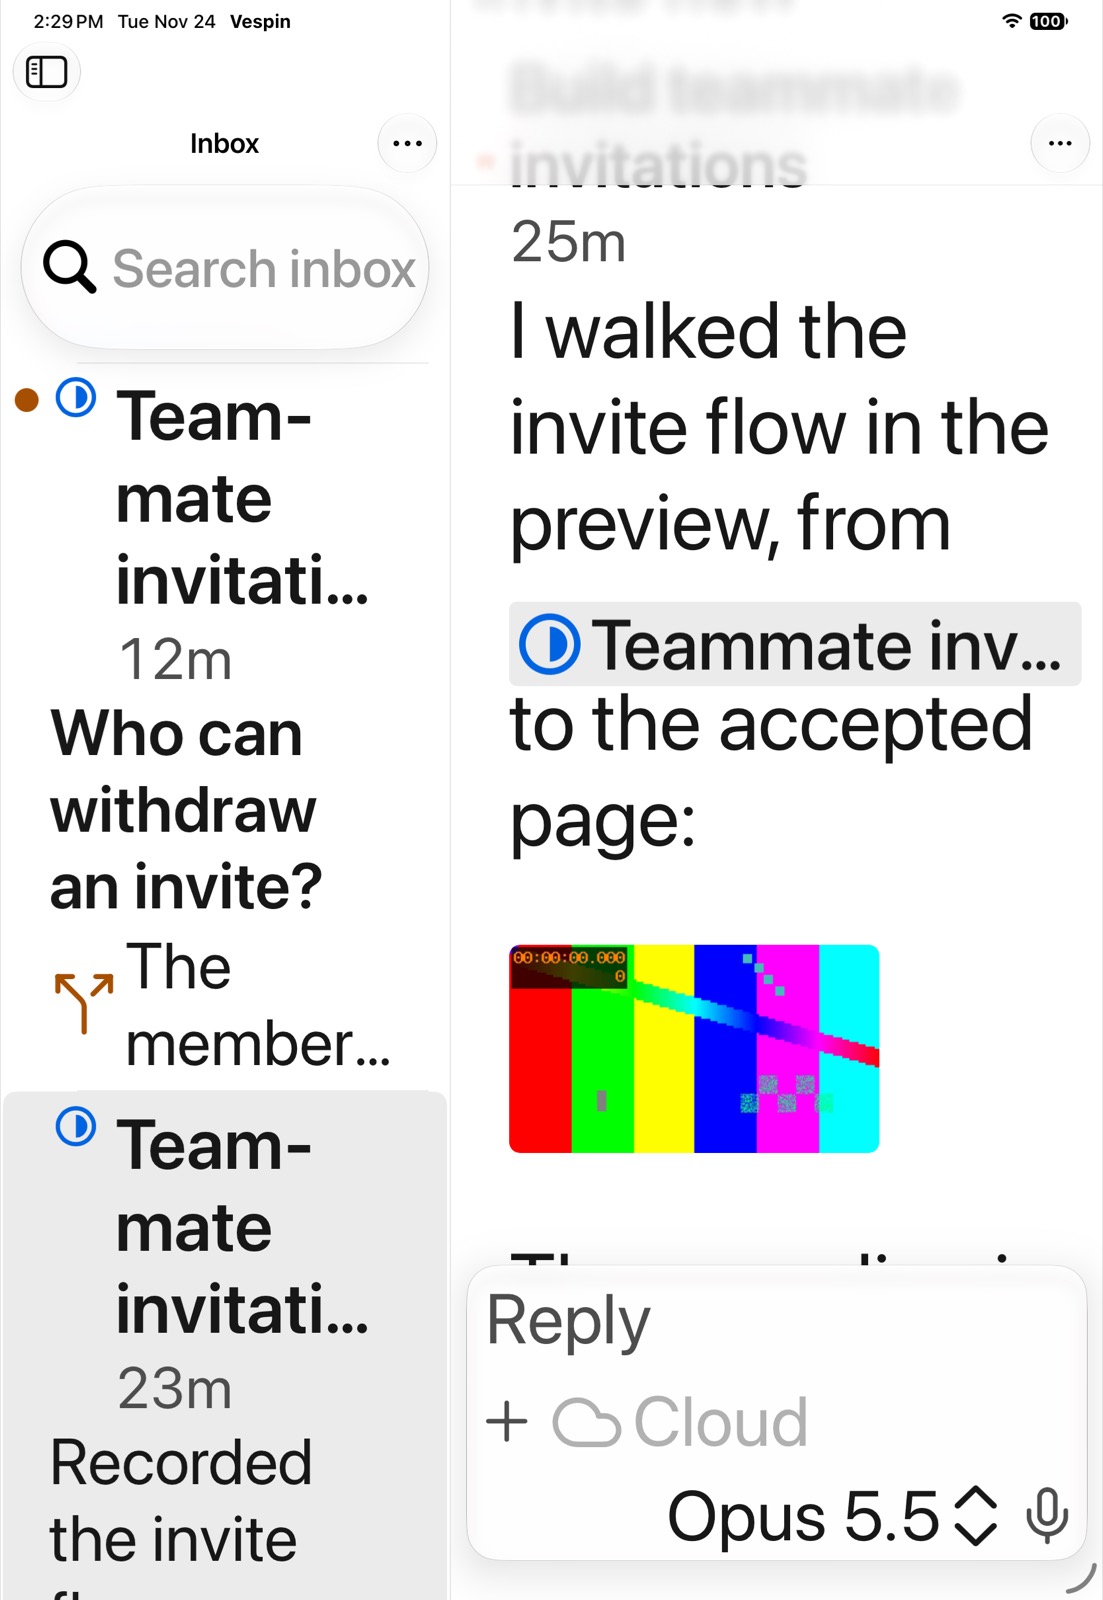 2:29 PM Tue Nov 24 Vespin
100
Inbox
Search inbox
Team-
mate
invitati...
12m
Who can
withdraw
an invite?
The
member...
Team-
mate
invitati...
23m
Recorded
the invite
Build teammate
invitations
25m
I walked the
invite flow in the
preview, from
Teammate inv...
to the accepted
page:
00:00:00.000
0
Reply
Cloud
Opus 5.5